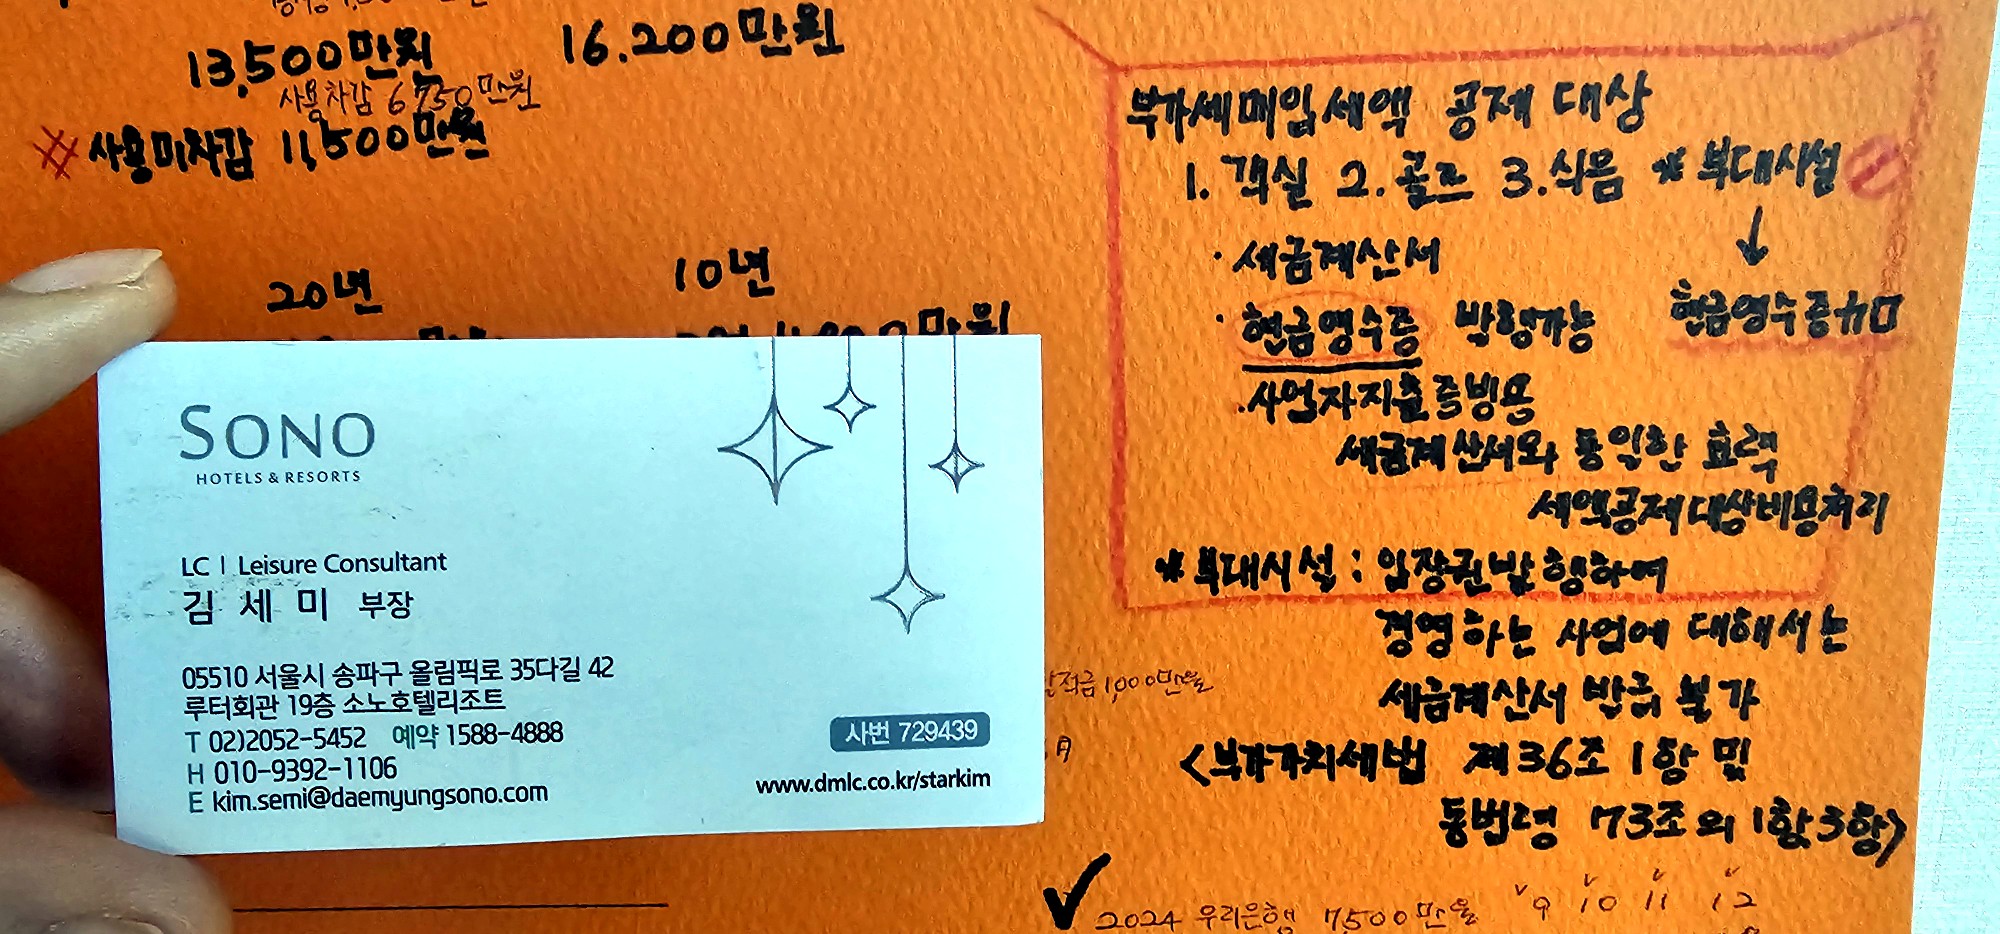 13,500만원
16.200만원
사용차감 6750만원
사용미차감 11,500만원
20년
10년
SONO
HOTELS & RESORTS
LC | Leisure Consultant
김 세 미 부장
05510 서울시 송파구 올림픽로 35다길 42
루터회관 19층 소노호텔리조트
T 02)2052-5452 예약 1588-4888
H 010-9392-1106
E kim.semi@daemyungsono.com
사번 729439
www.dmlc.co.kr/starkim
부가세매입세액 공제 대상
1. 객실 2. 골프 3. 식음 * 부대시설
· 세금계산서
· 현금영수증 발행가능 현금영수증유의
· 사업자지출증빙용
세금계산서와 동일한 효력
세액공제대상비용처리
* 부대시설 : 입장권발행하여
경영하는 사업에 대해서는
세금계산서 발급 불가
<부가가치세법 제36조 1항 및
동법령 73조의 1항3항>
적금1,000만원
월
2024 우리은행 7,500만원
9 10 11 12